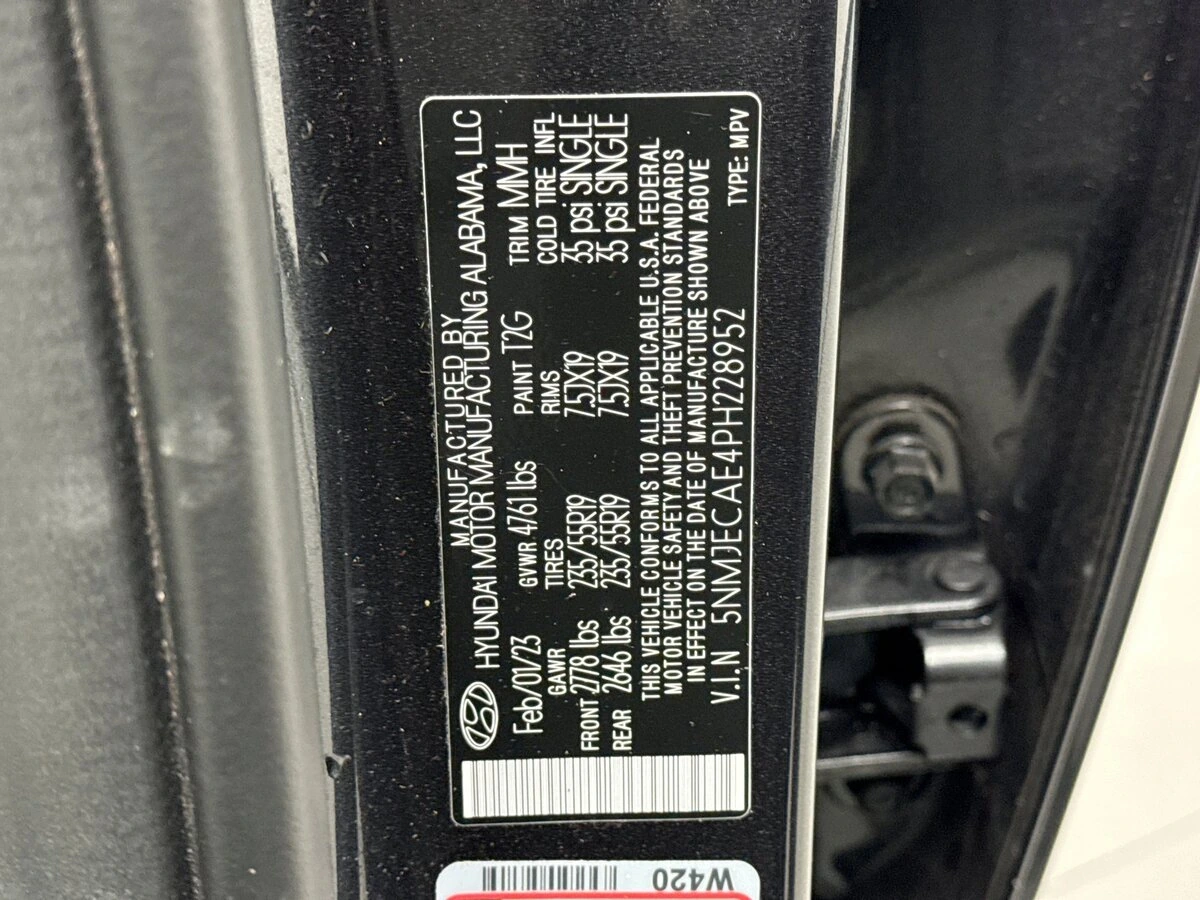 MANUFACTURED BY
HYUNDAI MOTOR MANUFACTURING ALABAMA, LLC
Feb/01/23 GVWR 4761 lbs PAINT T2G TRIM MMH
GAWR TIRES RIMS COLD TIRE INFL
FRONT 2778 lbs 235/55R19 7.5JX19 35 psi SINGLE
REAR 2646 lbs 235/55R19 7.5JX19 35 psi SINGLE
THIS VEHICLE CONFORMS TO ALL APPLICABLE U.S.A. FEDERAL
MOTOR VEHICLE SAFETY AND THEFT PREVENTION STANDARDS
IN EFFECT ON THE DATE OF MANUFACTURE SHOWN ABOVE
V.I.N 5NMJECAE4PH228952 TYPE: MPV
W420